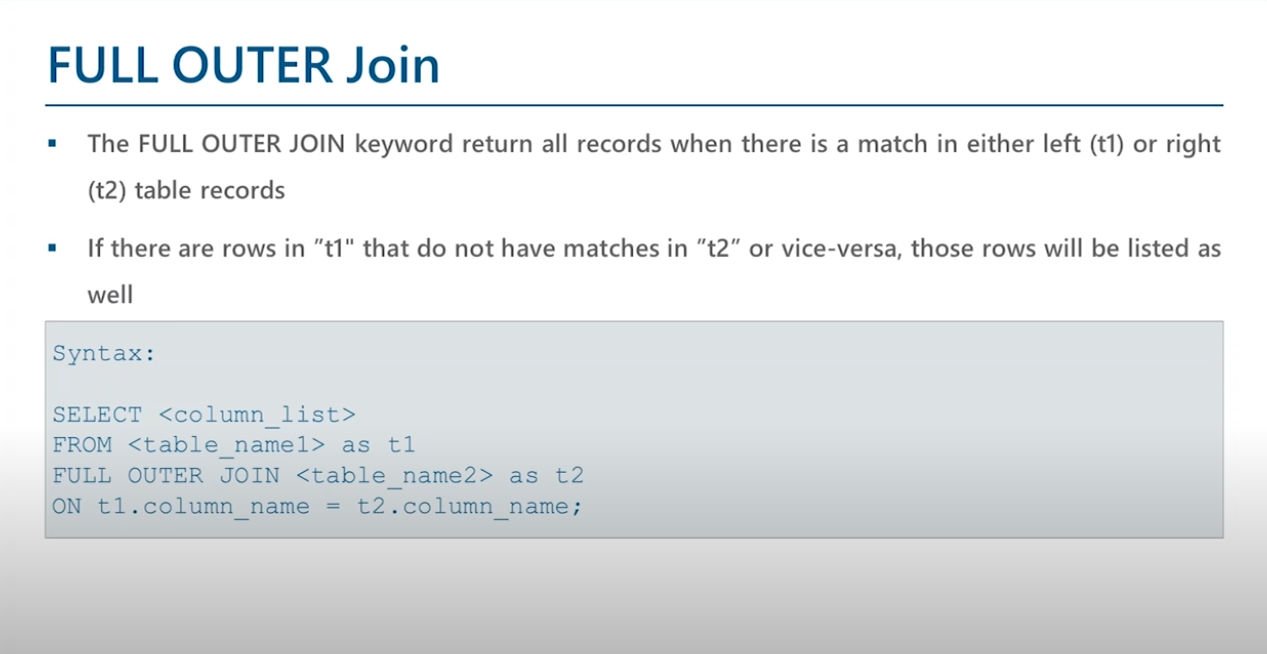 FULL OUTER Join
▪ The FULL OUTER JOIN keyword return all records when there is a match in either left (t1) or right
(t2) table records
▪ If there are rows in ”t1" that do not have matches in ”t2” or vice-versa, those rows will be listed as
well
Syntax:
SELECT <column_list>
FROM <table_name1> as t1
FULL OUTER JOIN <table_name2> as t2
ON t1.column_name = t2.column_name;